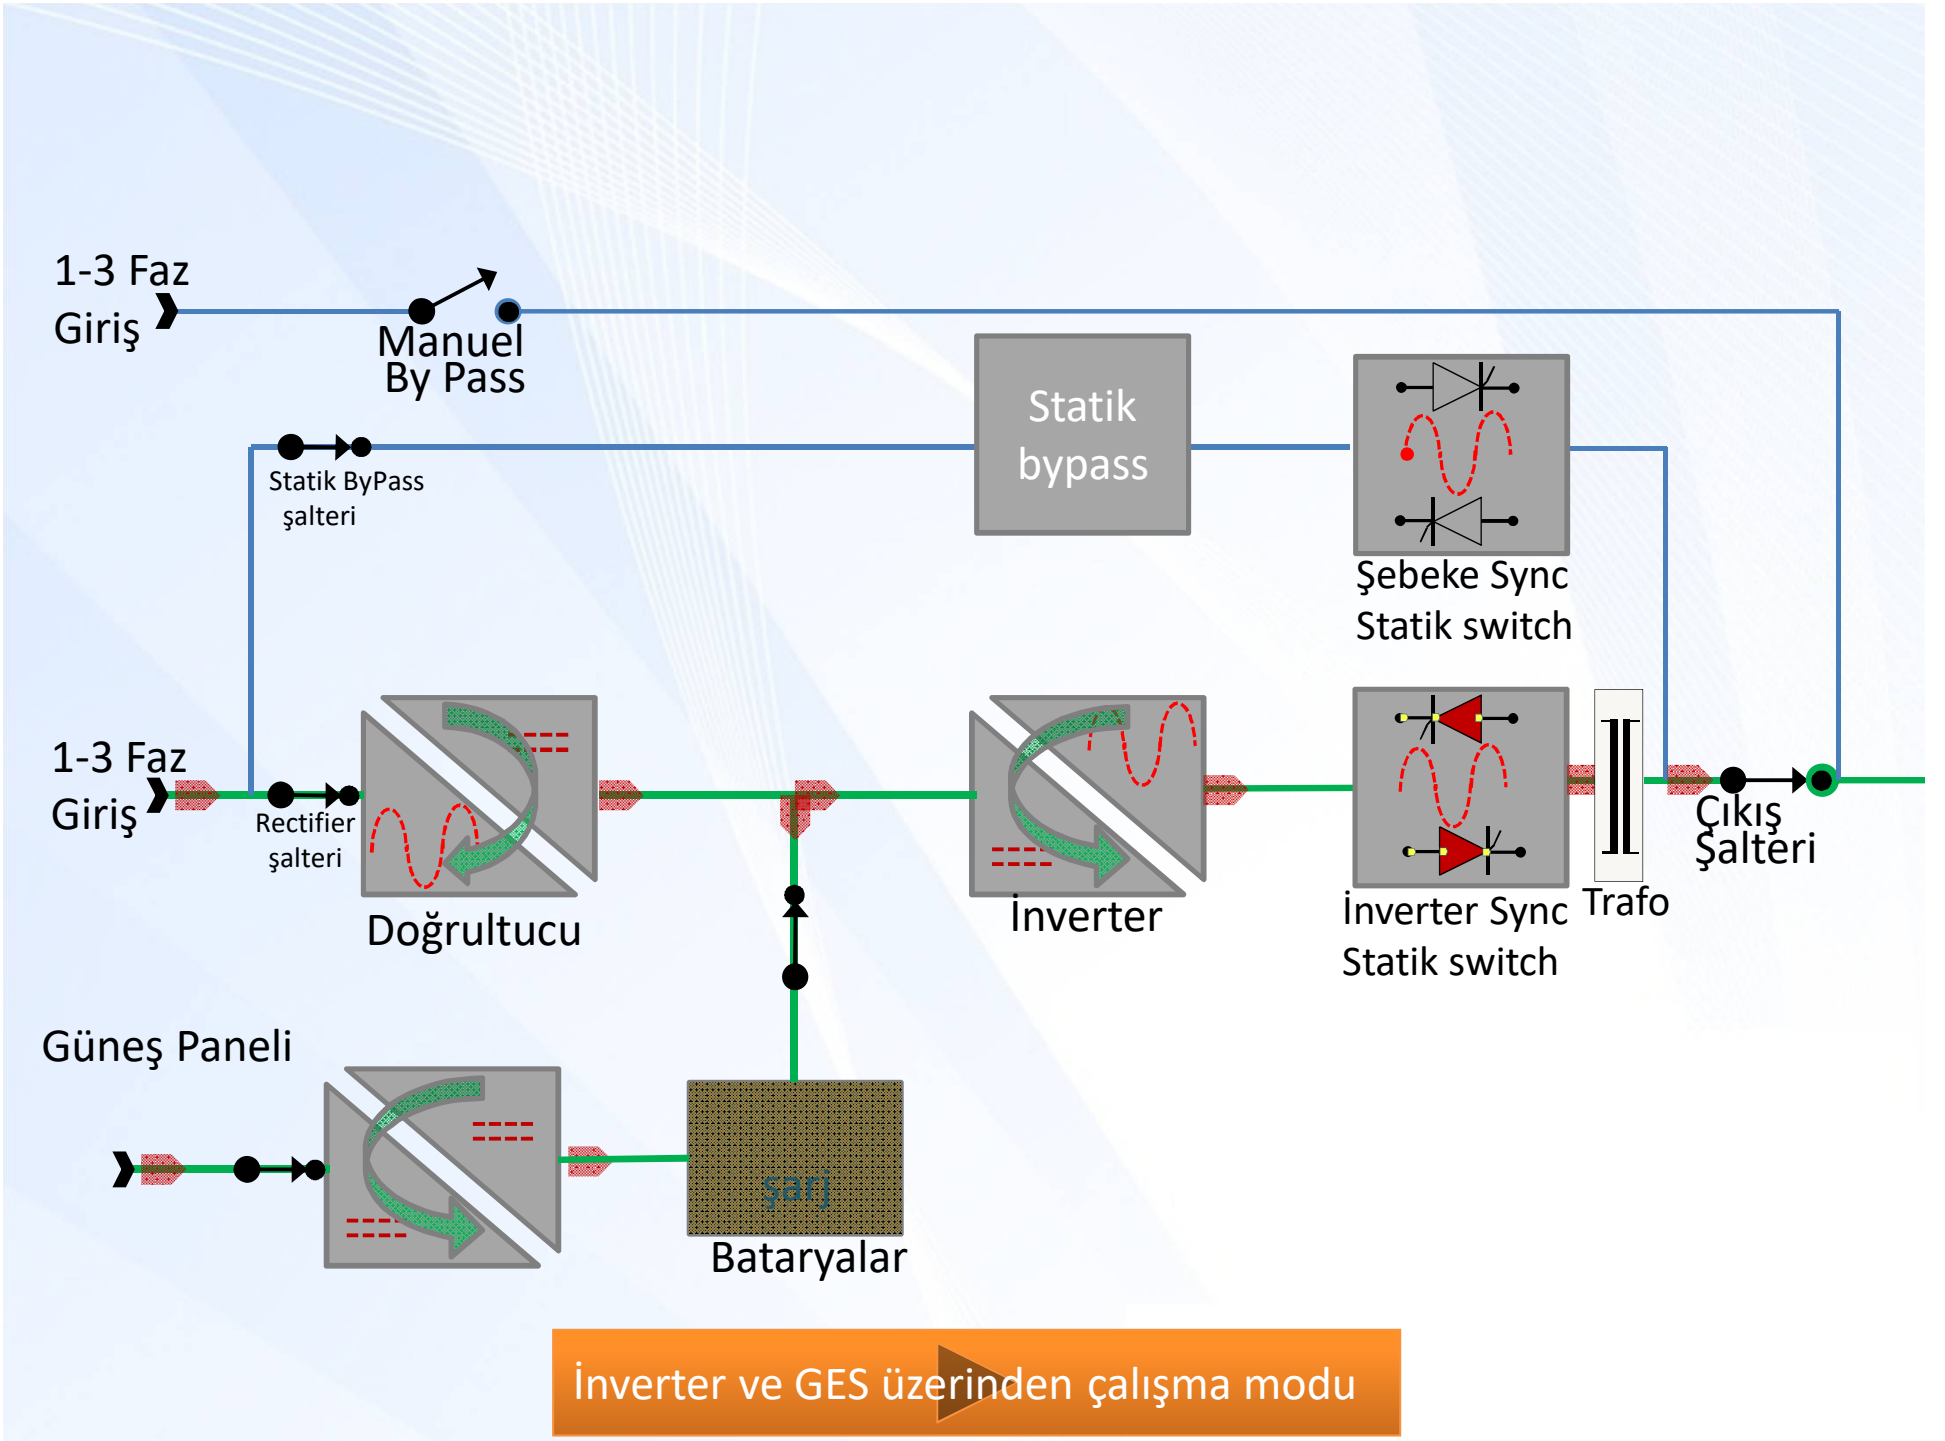 1-3 Faz
Giriş
Manuel
By Pass
Statik
bypass
Statik ByPass
şalteri
Şebeke Sync
Statik switch
1-3 Faz
Giriş
Rectifier
şalteri
Doğrultucu
İnverter
İnverter Sync
Statik switch
Trafo
Çıkış
Şalteri
Güneş Paneli
şarj
Bataryalar
İnverter ve GES üzerinden çalışma modu